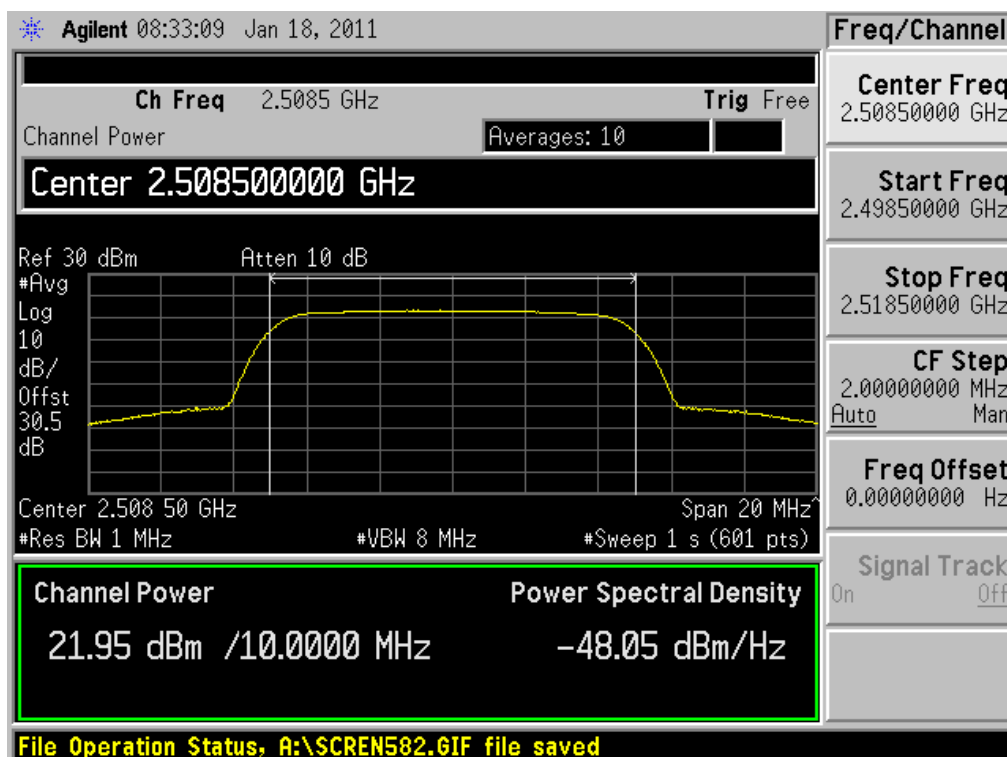 Agilent 08:33:09 Jan 18, 2011
Freq/Channel
Ch Freq 2.5085 GHz Trig Free
Channel Power Averages: 10
Center 2.508500000 GHz
Ref 30 dBm Atten 10 dB
#Avg
Log
10
dB/
Offst
30.5
dB
Center 2.508 50 GHz Span 20 MHz^
#Res BW 1 MHz #VBW 8 MHz #Sweep 1 s (601 pts)
Channel Power Power Spectral Density
21.95 dBm /10.0000 MHz -48.05 dBm/Hz
File Operation Status, A:\SCREN582.GIF file saved
Center Freq
2.50850000 GHz
Start Freq
2.49850000 GHz
Stop Freq
2.51850000 GHz
CF Step
2.00000000 MHz
Auto Man
Freq Offset
0.00000000 Hz
Signal Track
On Off